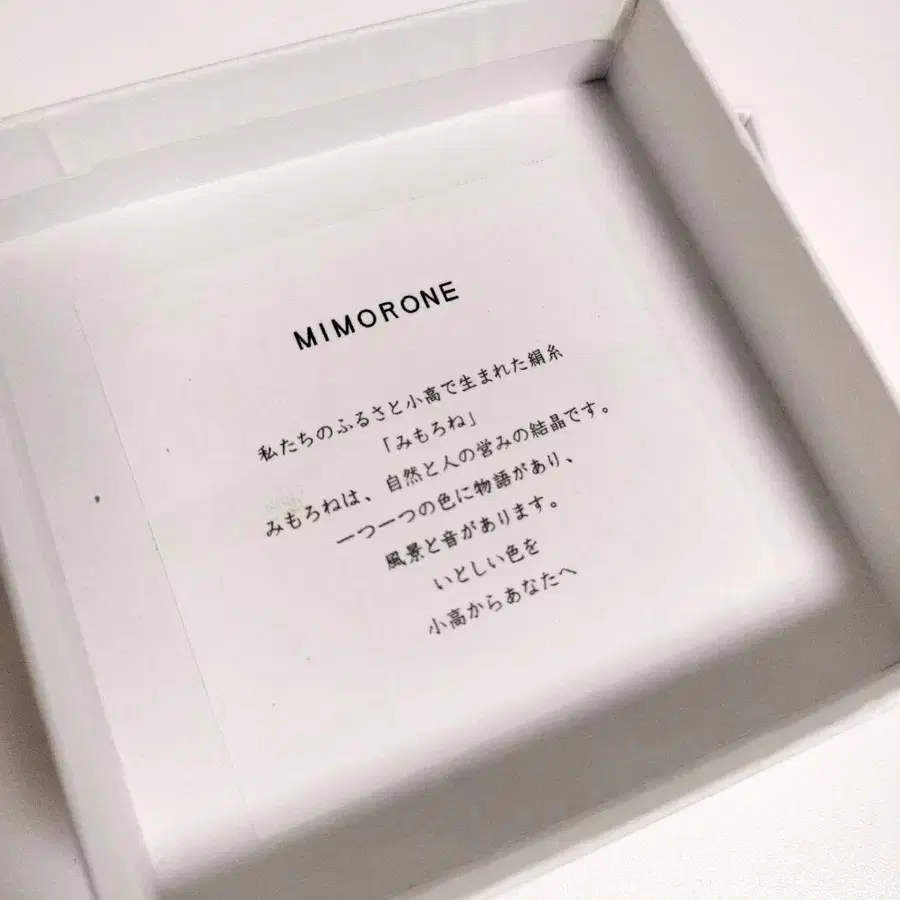 MIMORONE
私たちのふるさと小高で生まれた絹糸
「みもろね」
みもろねは、自然と人の営みの結晶です。
一つ一つの色に物語があり、
風景と音があります。
いとしい色を
小高からあなたへ